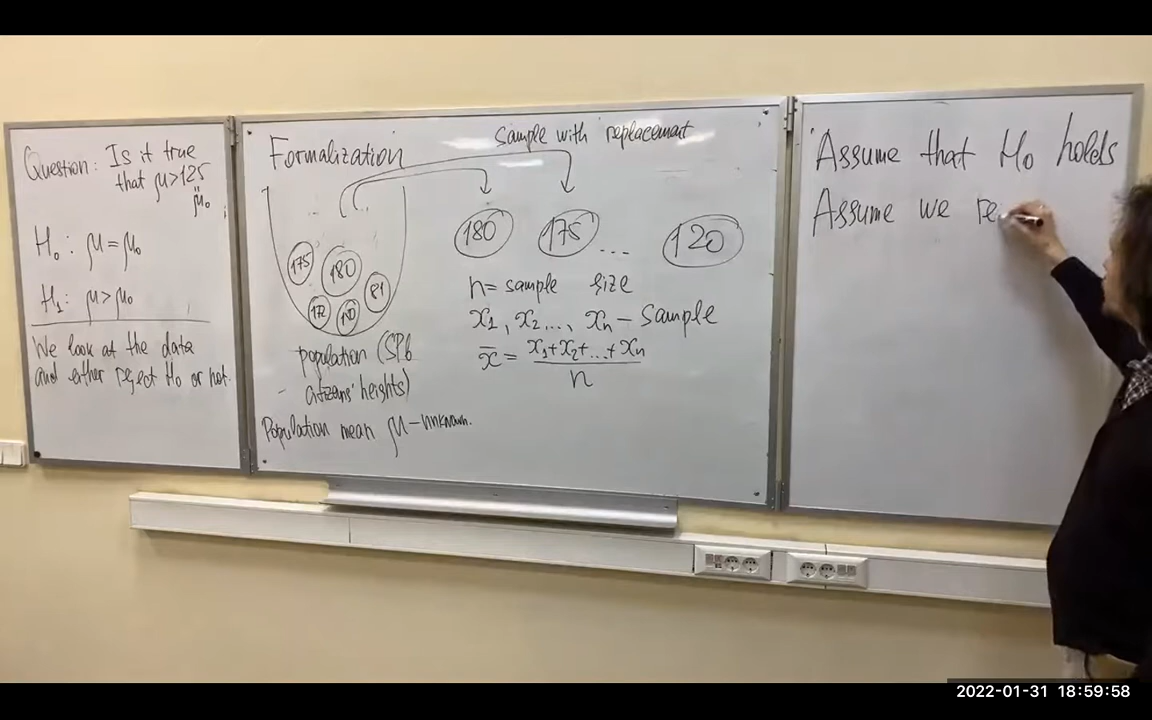 Question: Is it true
that μ>125
"
μ₀
H₀: μ=μ₀
H₁: μ>μ₀
We look at the data
and either reject H₀ or not.
Formalization
sample with replacement
175
180
81
172
180 175 ... 120
n=sample size
x₁, x₂..., xₙ - sample
x̄ = x₁+x₂+...+xₙ
n
population (SPb
citizens' heights)
Population mean μ-unknown.
Assume that H₀ holds
Assume we re
2022-01-31 18:59:58